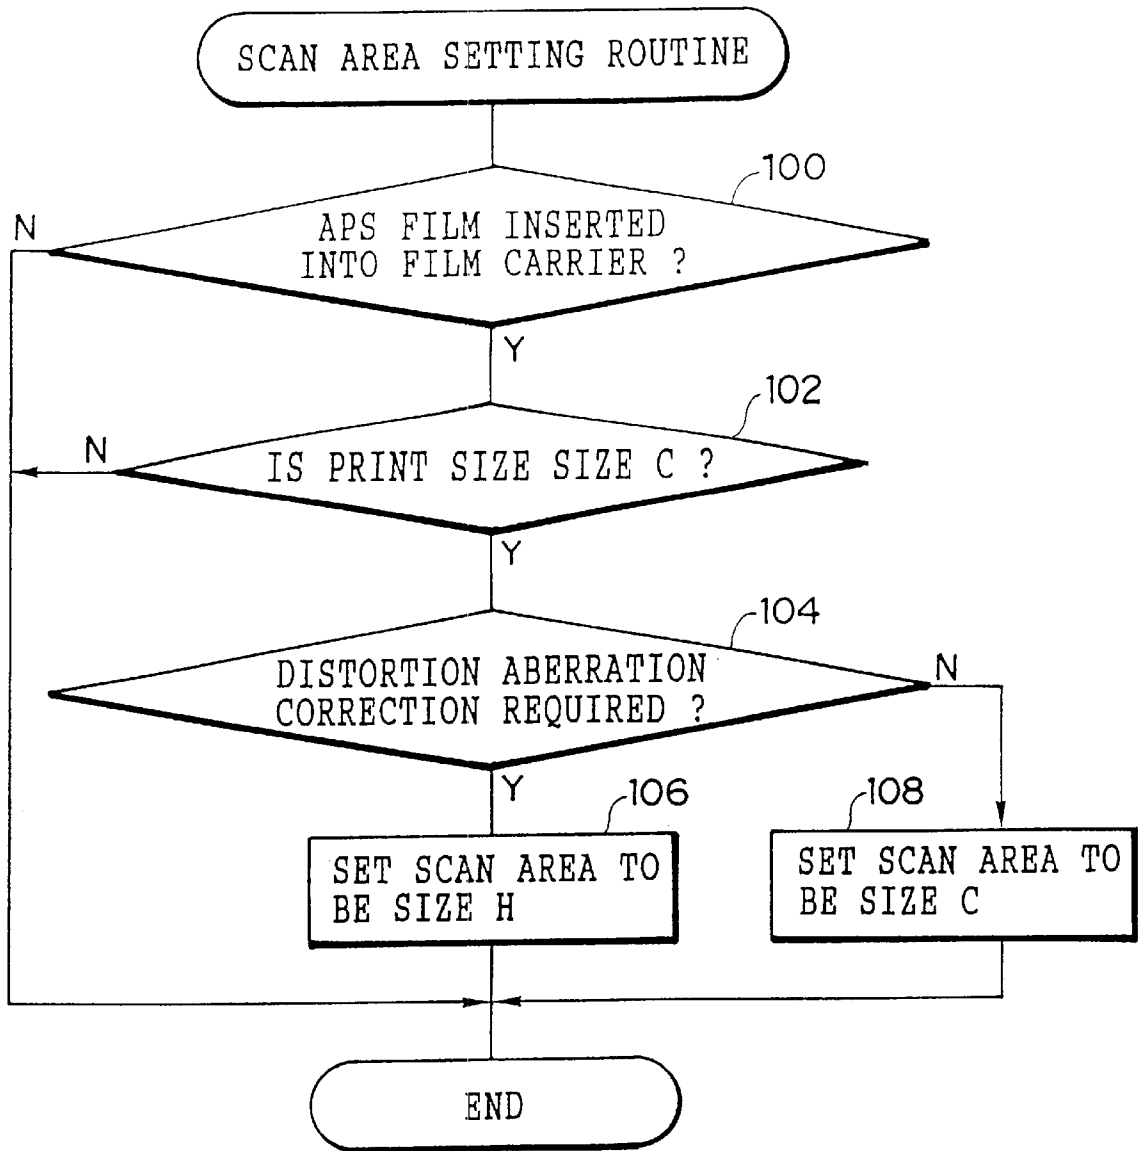 SCAN AREA SETTING ROUTINE
100
N
APS FILM INSERTED
INTO FILM CARRIER ?
Y
102
N
IS PRINT SIZE SIZE C ?
Y
104
N
DISTORTION ABERRATION
CORRECTION REQUIRED ?
Y
106
108
SET SCAN AREA TO
BE SIZE H
SET SCAN AREA TO
BE SIZE C
END